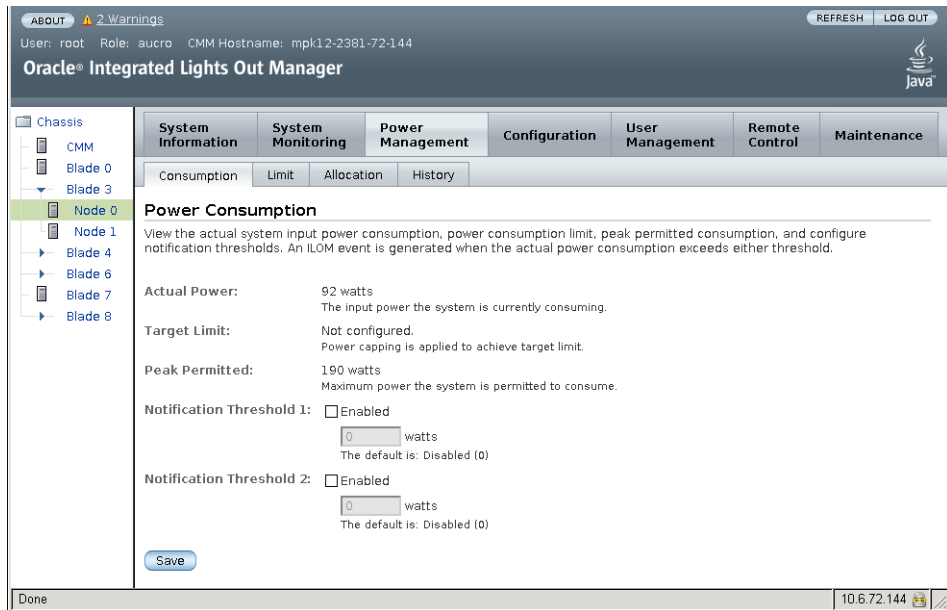 ABOUT 2 Warnings REFRESH LOG OUT
User: root Role: aucro CMM Hostname: mpk12-2381-72-144
Oracle® Integrated Lights Out Manager
Java™
Chassis
CMM
Blade 0
Blade 3
Node 0
Node 1
Blade 4
Blade 6
Blade 7
Blade 8
System Information System Monitoring Power Management Configuration User Management Remote Control Maintenance
Consumption Limit Allocation History
Power Consumption
View the actual system input power consumption, power consumption limit, peak permitted consumption, and configure
notification thresholds. An ILOM event is generated when the actual power consumption exceeds either threshold.
Actual Power: 92 watts
The input power the system is currently consuming.
Target Limit: Not configured.
Power capping is applied to achieve target limit.
Peak Permitted: 190 watts
Maximum power the system is permitted to consume.
Notification Threshold 1: Enabled
0 watts
The default is: Disabled (0)
Notification Threshold 2: Enabled
0 watts
The default is: Disabled (0)
Save
Done 10.6.72.144